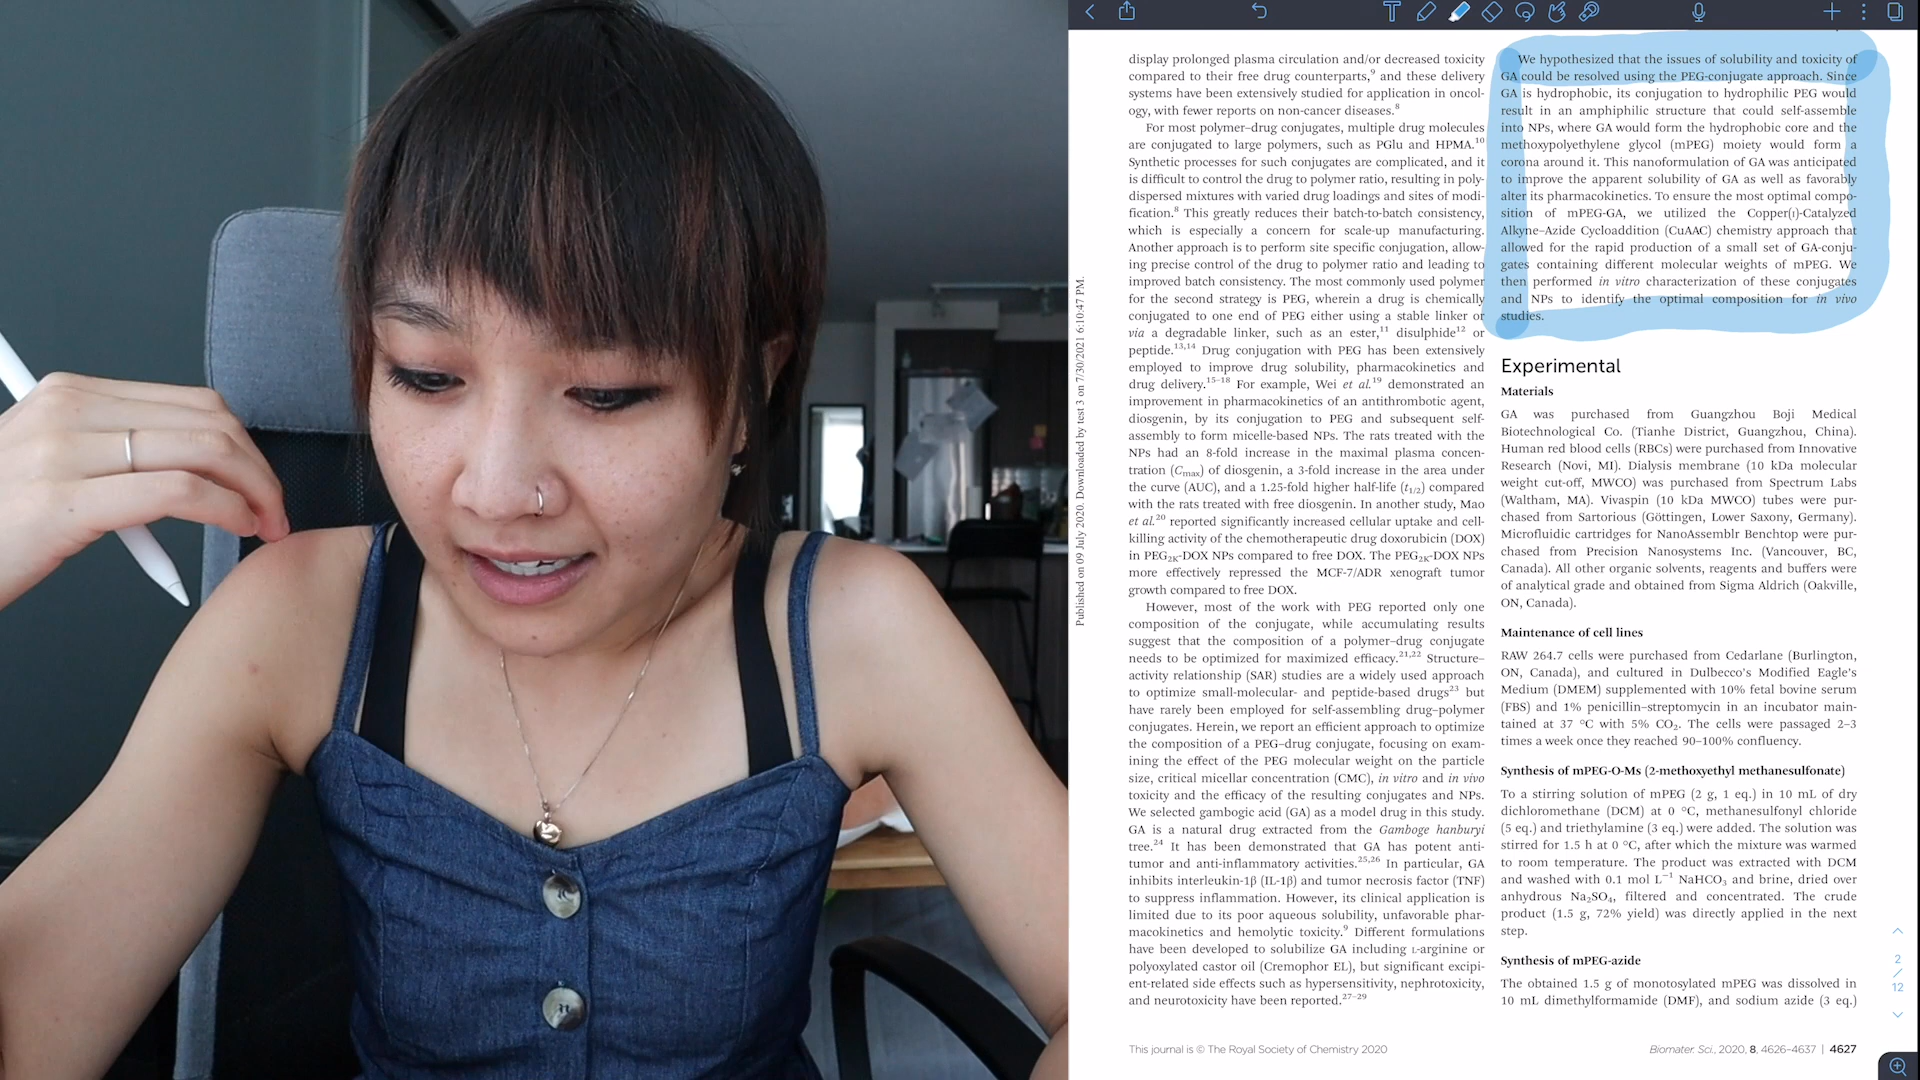 display prolonged plasma circulation and/or decreased toxicity
compared to their free drug counterparts,9 and these delivery
systems have been extensively studied for application in oncol-
ogy, with fewer reports on non-cancer diseases.8
For most polymer–drug conjugates, multiple drug molecules
are conjugated to large polymers, such as PGlu and HPMA.10
Synthetic processes for such conjugates are complicated, and it
is difficult to control the drug to polymer ratio, resulting in poly-
dispersed mixtures with varied drug loadings and sites of modi-
fication.8 This greatly reduces their batch-to-batch consistency,
which is especially a concern for scale-up manufacturing.
Another approach is to perform site specific conjugation, allow-
ing precise control of the drug to polymer ratio and leading to
improved batch consistency. The most commonly used polymer
for the second strategy is PEG, wherein a drug is chemically
conjugated to one end of PEG either using a stable linker or
via a degradable linker, such as an ester,11 disulphide12 or
peptide.13,14 Drug conjugation with PEG has been extensively
employed to improve drug solubility, pharmacokinetics and
drug delivery.15–18 For example, Wei et al.19 demonstrated an
improvement in pharmacokinetics of an antithrombotic agent,
diosgenin, by its conjugation to PEG and subsequent self-
assembly to form micelle-based NPs. The rats treated with the
NPs had an 8-fold increase in the maximal plasma concen-
tration (Cmax) of diosgenin, a 3-fold increase in the area under
the curve (AUC), and a 1.25-fold higher half-life (t1/2) compared
with the rats treated with free diosgenin. In another study, Mao
et al.20 reported significantly increased cellular uptake and cell-
killing activity of the chemotherapeutic drug doxorubicin (DOX)
in PEG2K-DOX NPs compared to free DOX. The PEG2K-DOX NPs
more effectively repressed the MCF-7/ADR xenograft tumor
growth compared to free DOX.
However, most of the work with PEG reported only one
composition of the conjugate, while accumulating results
suggest that the composition of a polymer–drug conjugate
needs to be optimized for maximized efficacy.21,22 Structure–
activity relationship (SAR) studies are a widely used approach
to optimize small-molecular- and peptide-based drugs23 but
have rarely been employed for self-assembling drug–polymer
conjugates. Herein, we report an efficient approach to optimize
the composition of a PEG–drug conjugate, focusing on exam-
ining the effect of the PEG molecular weight on the particle
size, critical micellar concentration (CMC), in vitro and in vivo
toxicity and the efficacy of the resulting conjugates and NPs.
We selected gambogic acid (GA) as a model drug in this study.
GA is a natural drug extracted from the Gamboge hanburyi
tree.24 It has been demonstrated that GA has potent anti-
tumor and anti-inflammatory activities.25,26 In particular, GA
inhibits interleukin-1β (IL-1β) and tumor necrosis factor (TNF)
to suppress inflammation. However, its clinical application is
limited due to its poor aqueous solubility, unfavorable phar-
macokinetics and hemolytic toxicity.9 Different formulations
have been developed to solubilize GA including L-arginine or
polyoxylated castor oil (Cremophor EL), but significant excipi-
ent-related side effects such as hypersensitivity, nephrotoxicity,
and neurotoxicity have been reported.27–29
We hypothesized that the issues of solubility and toxicity of
GA could be resolved using the PEG-conjugate approach. Since
GA is hydrophobic, its conjugation to hydrophilic PEG would
result in an amphiphilic structure that could self-assemble
into NPs, where GA would form the hydrophobic core and the
methoxypolyethylene glycol (mPEG) moiety would form a
corona around it. This nanoformulation of GA was anticipated
to improve the apparent solubility of GA as well as favorably
alter its pharmacokinetics. To ensure the most optimal compo-
sition of mPEG-GA, we utilized the Copper(I)-Catalyzed
Alkyne–Azide Cycloaddition (CuAAC) chemistry approach that
allowed for the rapid production of a small set of GA-conju-
gates containing different molecular weights of mPEG. We
then performed in vitro characterization of these conjugates
and NPs to identify the optimal composition for in vivo
studies.
Experimental
Materials
GA was purchased from Guangzhou Boji Medical
Biotechnological Co. (Tianhe District, Guangzhou, China).
Human red blood cells (RBCs) were purchased from Innovative
Research (Novi, MI). Dialysis membrane (10 kDa molecular
weight cut-off, MWCO) was purchased from Spectrum Labs
(Waltham, MA). Vivaspin (10 kDa MWCO) tubes were pur-
chased from Sartorious (Göttingen, Lower Saxony, Germany).
Microfluidic cartridges for NanoAssemblr Benchtop were pur-
chased from Precision Nanosystems Inc. (Vancouver, BC,
Canada). All other organic solvents, reagents and buffers were
of analytical grade and obtained from Sigma Aldrich (Oakville,
ON, Canada).
Maintenance of cell lines
RAW 264.7 cells were purchased from Cedarlane (Burlington,
ON, Canada), and cultured in Dulbecco's Modified Eagle's
Medium (DMEM) supplemented with 10% fetal bovine serum
(FBS) and 1% penicillin–streptomycin in an incubator main-
tained at 37 °C with 5% CO2. The cells were passaged 2–3
times a week once they reached 90–100% confluency.
Synthesis of mPEG-O-Ms (2-methoxyethyl methanesulfonate)
To a stirring solution of mPEG (2 g, 1 eq.) in 10 mL of dry
dichloromethane (DCM) at 0 °C, methanesulfonyl chloride
(5 eq.) and triethylamine (3 eq.) were added. The solution was
stirred for 1.5 h at 0 °C, after which the mixture was warmed
to room temperature. The product was extracted with DCM
and washed with 0.1 mol L−1 NaHCO3 and brine, dried over
anhydrous Na2SO4, filtered and concentrated. The crude
product (1.5 g, 72% yield) was directly applied in the next
step.
Synthesis of mPEG-azide
The obtained 1.5 g of monotosylated mPEG was dissolved in
10 mL dimethylformamide (DMF), and sodium azide (3 eq.)
Published on 09 July 2020. Downloaded by test 3 on 7/30/2021 6:10:47 PM.
This journal is © The Royal Society of Chemistry 2020
Biomater. Sci., 2020, 8, 4626–4637 | 4627
2
/
12